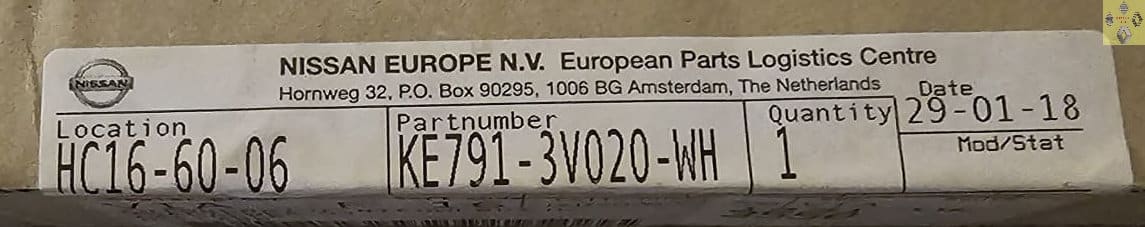 NISSAN EUROPE N.V. European Parts Logistics Centre
NISSAN
Hornweg 32, P.O. Box 90295, 1006 BG Amsterdam, The Netherlands
Date
29-01-18
Location
Partnumber
Quantity
HC16-60-06
KE791-3V020-WH
1
Mod/Stat